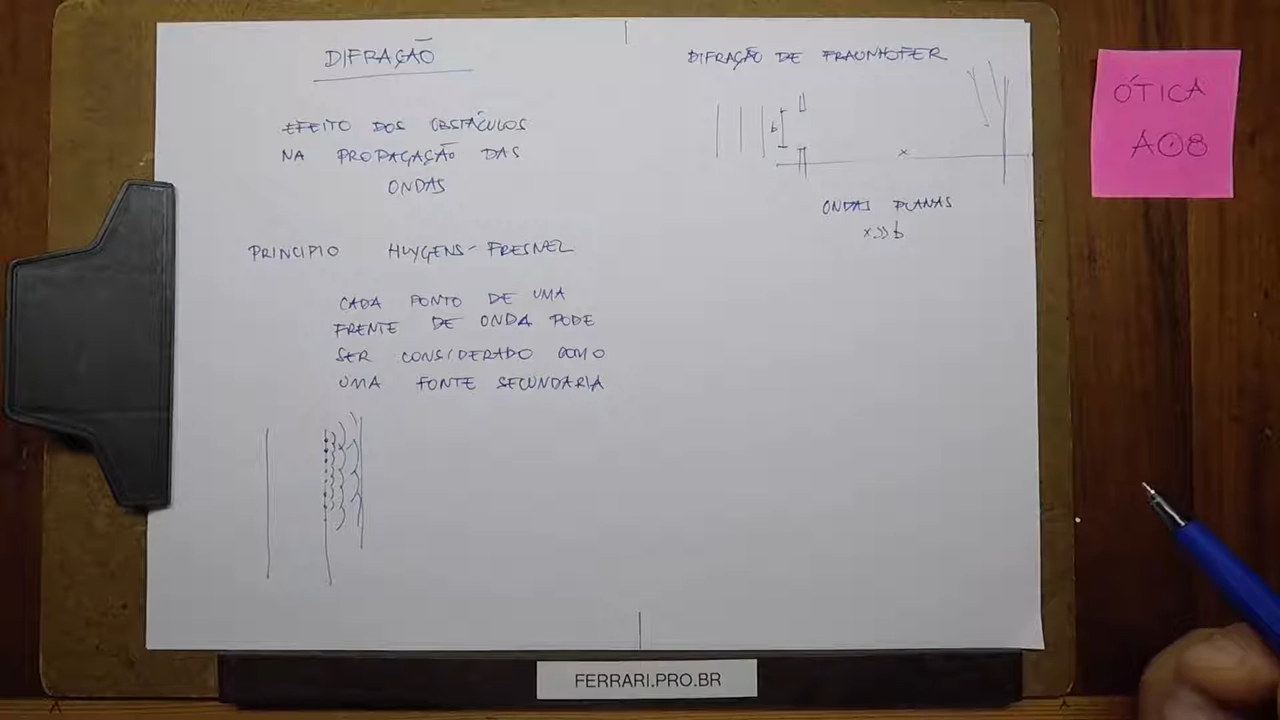 DIFRAÇÃO
EFEITO DOS OBSTÁCULOS
NA PROPAGAÇÃO DAS
ONDAS
PRINCIPIO HUYGENS-FRESNEL
CADA PONTO DE UMA
FRENTE DE ONDA PODE
SER CONSIDERADO COMO
UMA FONTE SECUNDARIA
DIFRAÇÃO DE FRAUNHOFER
b
x
ONDAS PLANAS
x>>b
ÓTICA
A08
FERRARI.PRO.BR